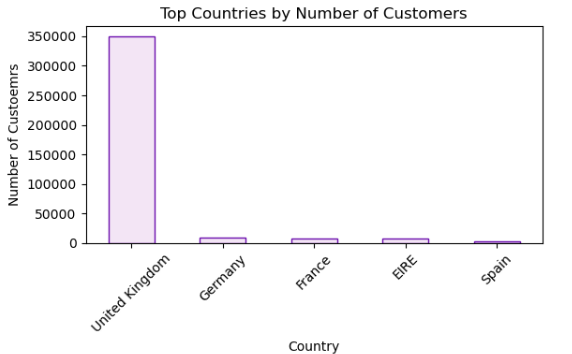 Top Countries by Number of Customers
Number of Custoemrs
350000
300000
250000
200000
150000
100000
50000
0
United Kingdom
Germany
France
EIRE
Spain
Country